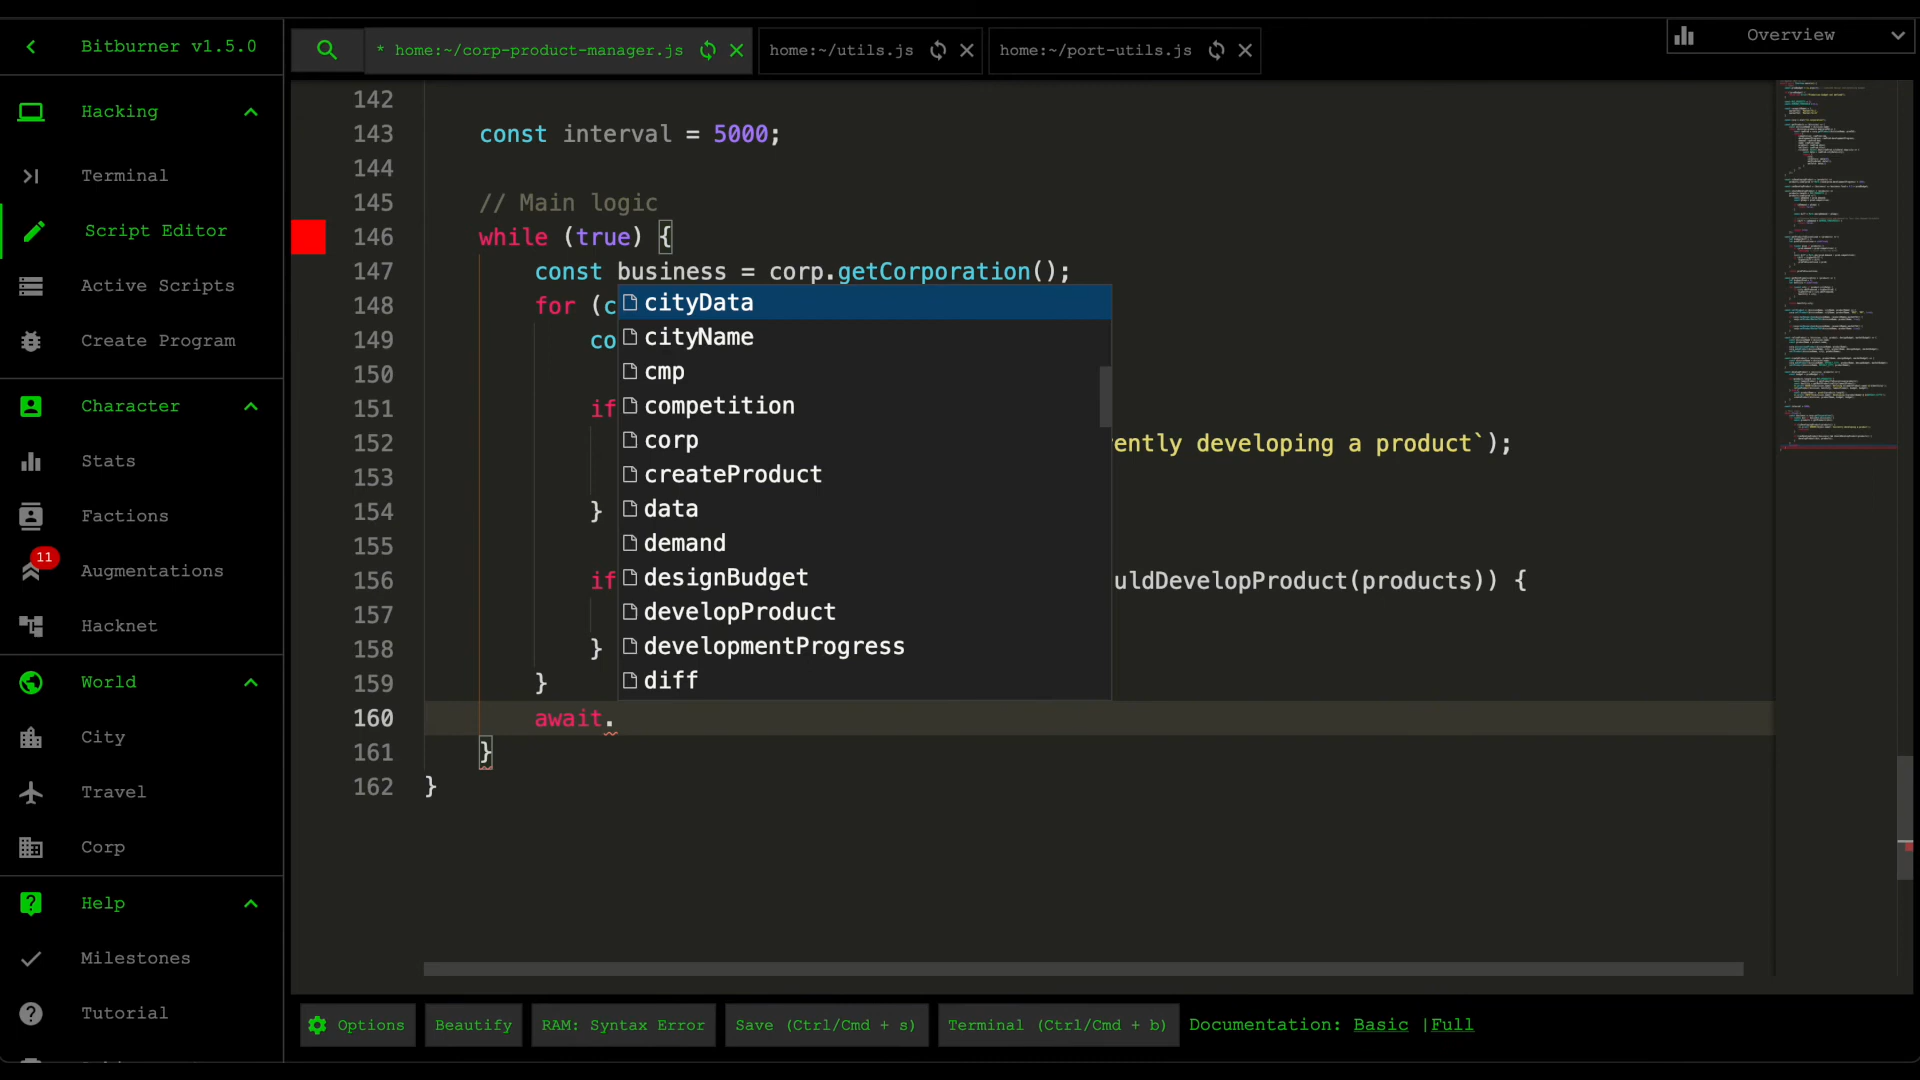 Bitburner v1.5.0
* home:~/corp-product-manager.js
home:~/utils.js
home:~/port-utils.js
Overview
Hacking
Terminal
Script Editor
Active Scripts
Create Program
Character
Stats
Factions
11
Augmentations
Hacknet
World
City
Travel
Corp
Help
Milestones
Tutorial
142
143 const interval = 5000;
144
145 // Main logic
146 while (true) {
147 const business = corp.getCorporation();
148 for (c
149 co
150
151 if
152 rently developing a product`);
153
154 }
155
156 if uldDevelopProduct(products)) {
157
158 }
159 }
160 await.
161 }
162 }
cityData
cityName
cmp
competition
corp
createProduct
data
demand
designBudget
developProduct
developmentProgress
diff
Options
Beautify
RAM: Syntax Error
Save (Ctrl/Cmd + s)
Terminal (Ctrl/Cmd + b)
Documentation: Basic |Full